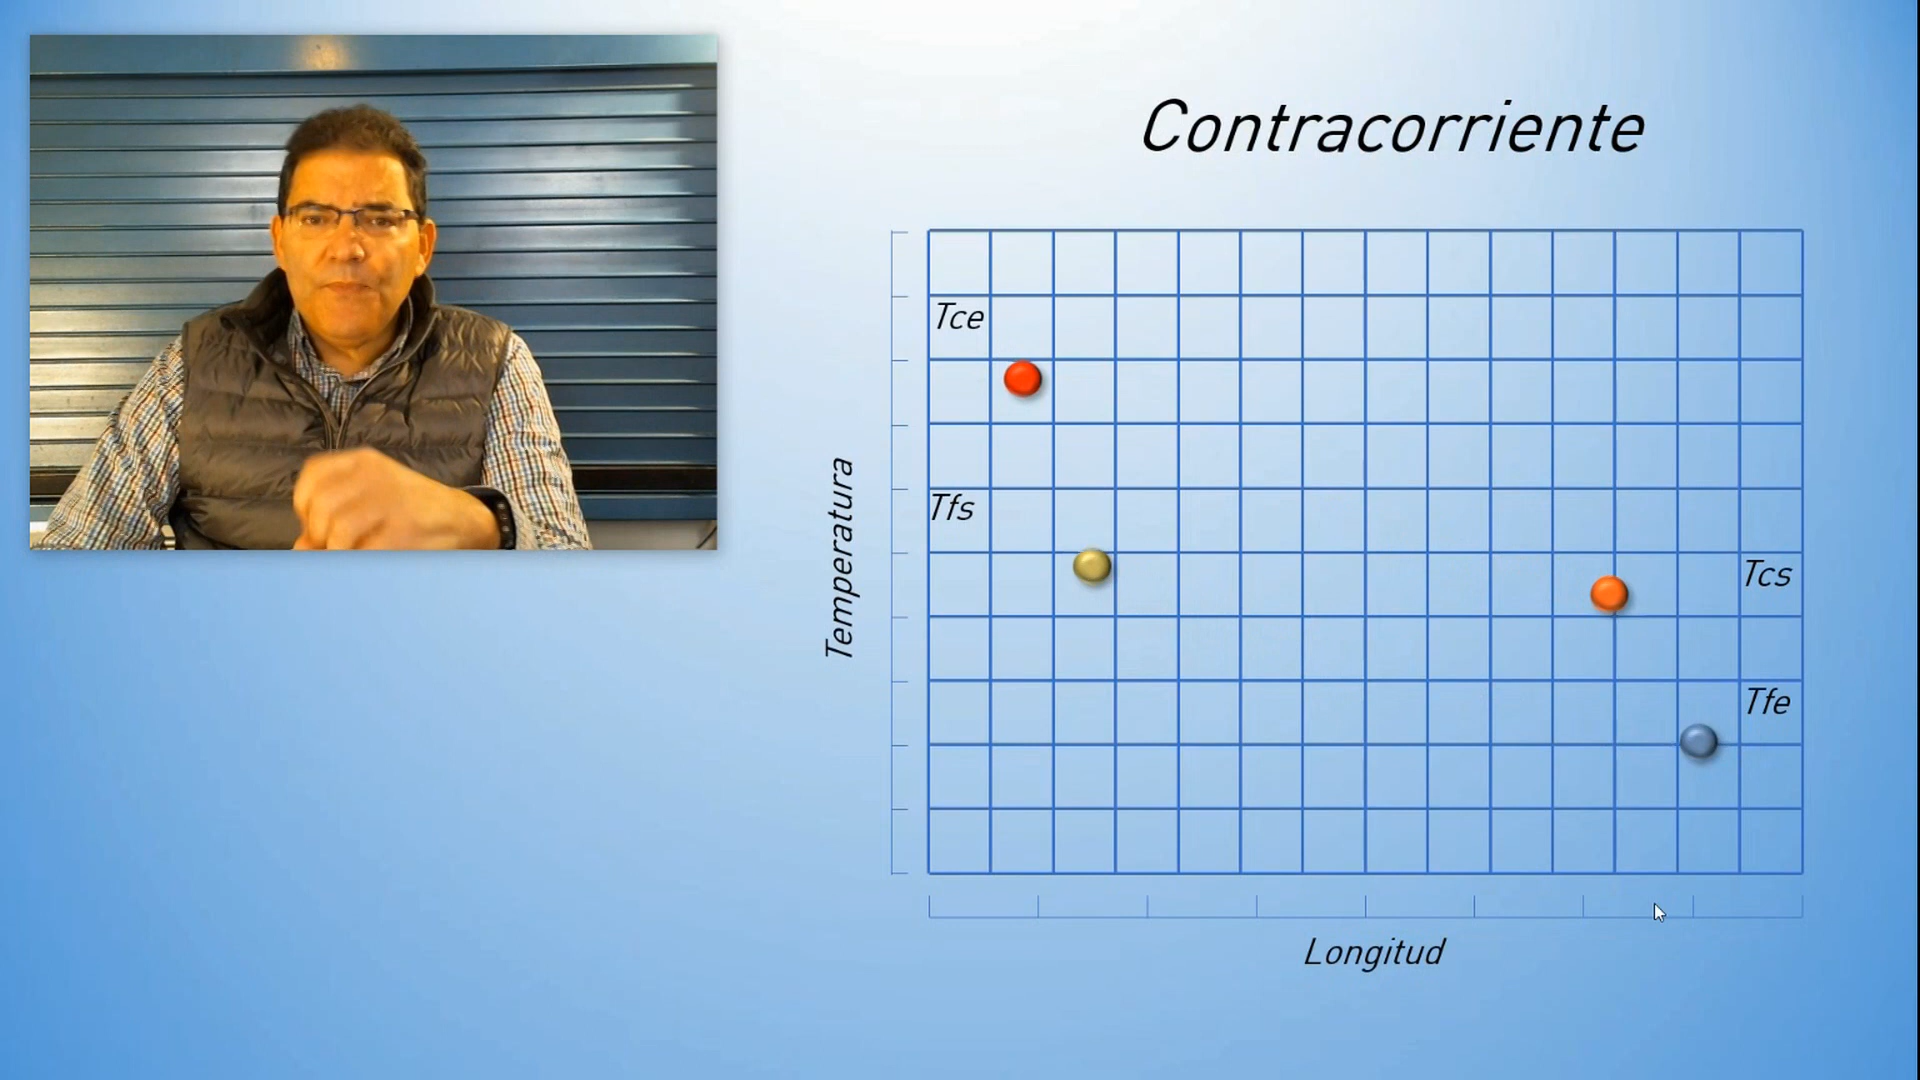 Contracorriente
Tce
Tfs
Tcs
Tfe
Temperatura
Longitud